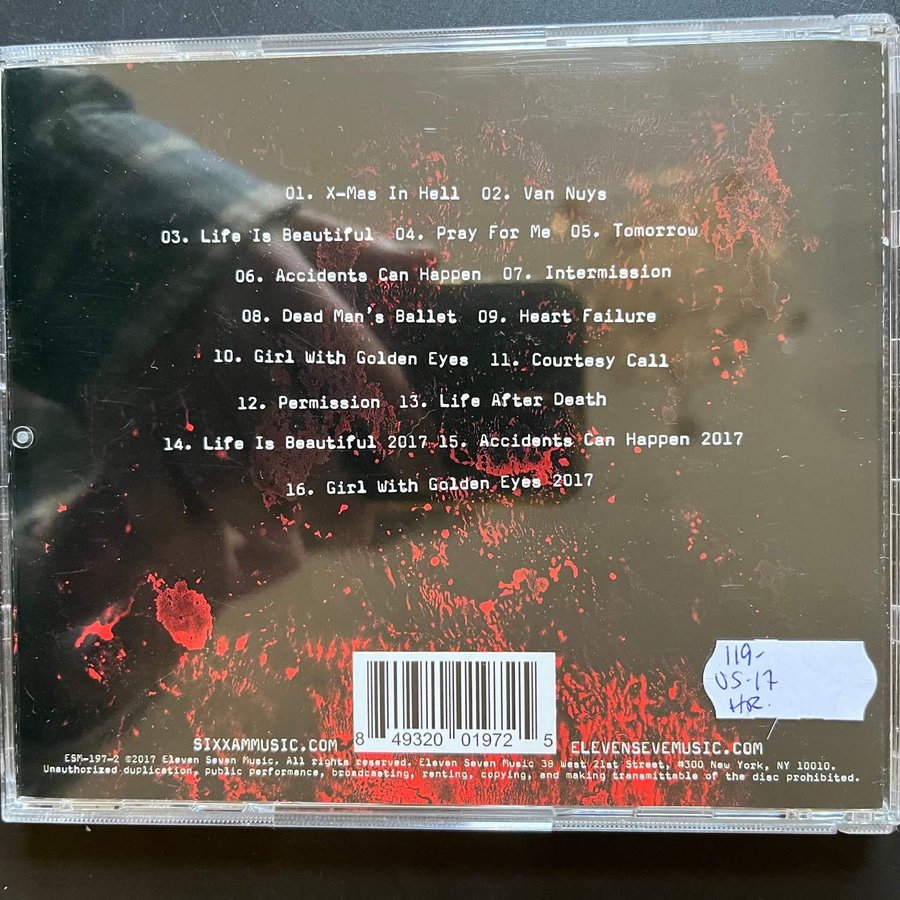 01. X-Mas In Hell 02. Van Nuys
03. Life Is Beautiful 04. Pray For Me 05. Tomorrow
06. Accidents Can Happen 07. Intermission
08. Dead Man's Ballet 09. Heart Failure
10. Girl With Golden Eyes 11. Courtesy Call
12. Permission 13. Life After Death
14. Life Is Beautiful 2017 15. Accidents Can Happen 2017
16. Girl With Golden Eyes 2017
119-
US-17
HR.
SIXXAMMUSIC.COM
8 49320 01972 5
ELEVENSEVEMUSIC.COM
ESM-197-2 ©2017 Eleven Seven Music. All rights reserved. Eleven Seven Music 39 West 21st Street, #300 New York, NY 10010.
Unauthorized duplication, public performance, broadcasting, renting, copying, and making transmittable of the disc prohibited.